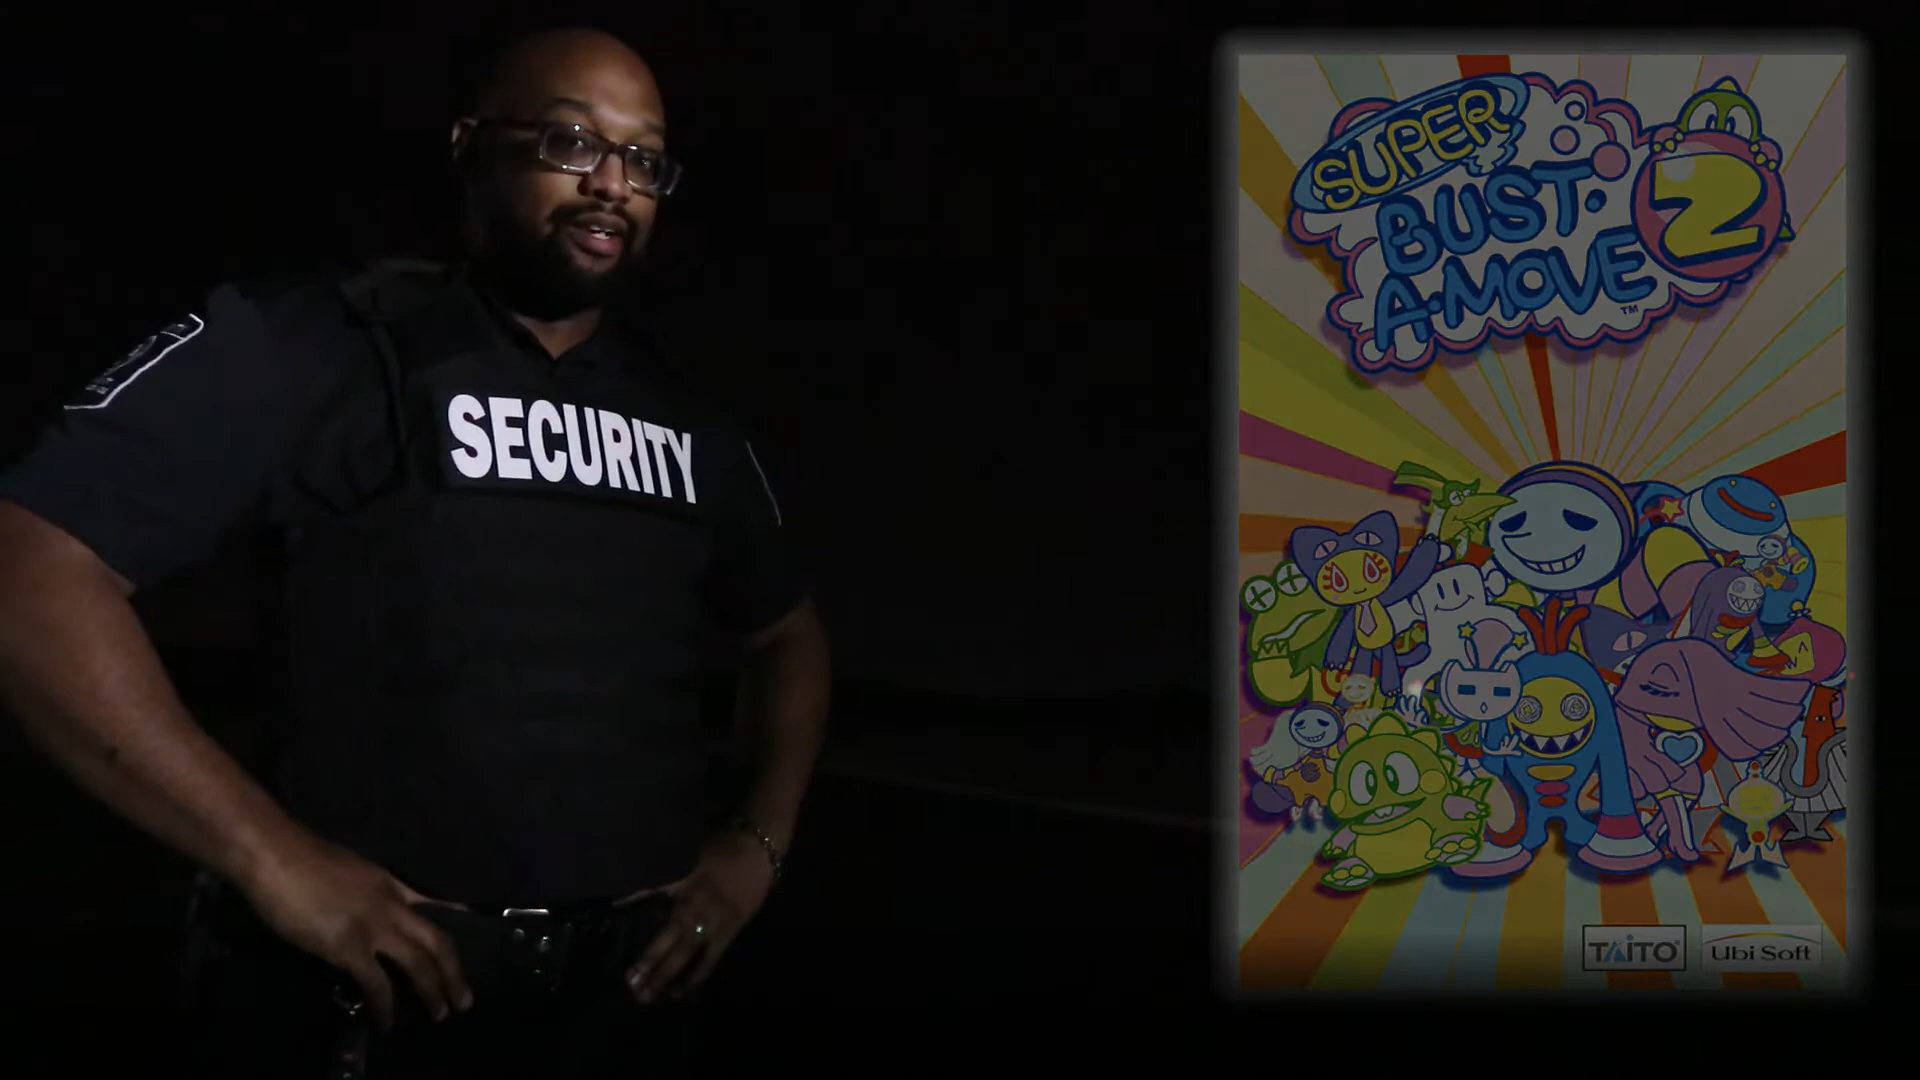 SECURITY
SUPER
BUST·
A·MOVE
2
TM
TAITO
Ubi Soft